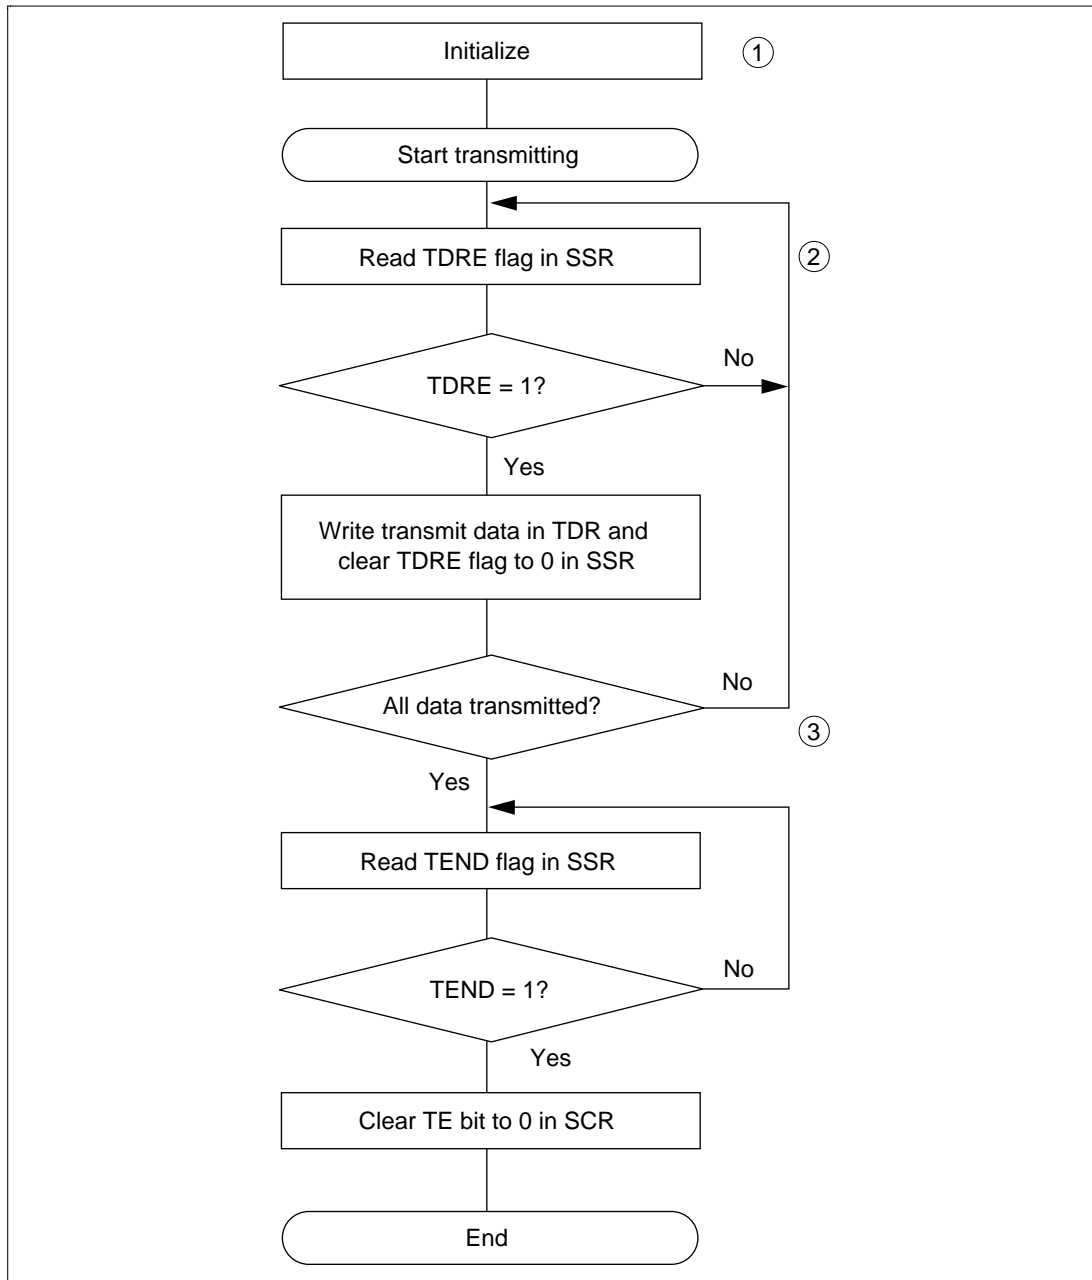 Initialize
1
Start transmitting
Read TDRE flag in SSR
2
TDRE = 1?
No
Yes
Write transmit data in TDR and
clear TDRE flag to 0 in SSR
All data transmitted?
No
3
Yes
Read TEND flag in SSR
TEND = 1?
No
Yes
Clear TE bit to 0 in SCR
End